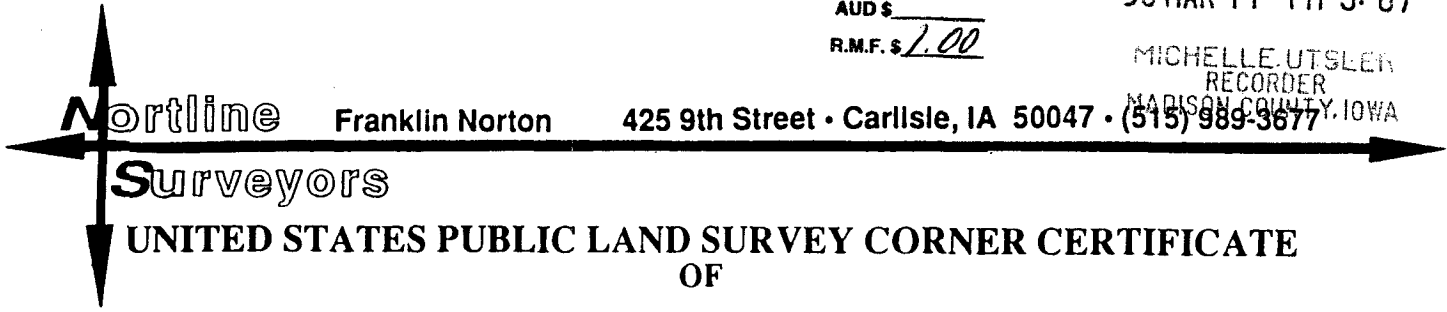 AUD $
R.M.F. $ 1.00
MICHELLE UTSLER
RECORDER
MADISON COUNTY, IOWA
Nortline Franklin Norton 425 9th Street • Carlisle, IA 50047 • (515) 989-3677
Surveyors
UNITED STATES PUBLIC LAND SURVEY CORNER CERTIFICATE
OF